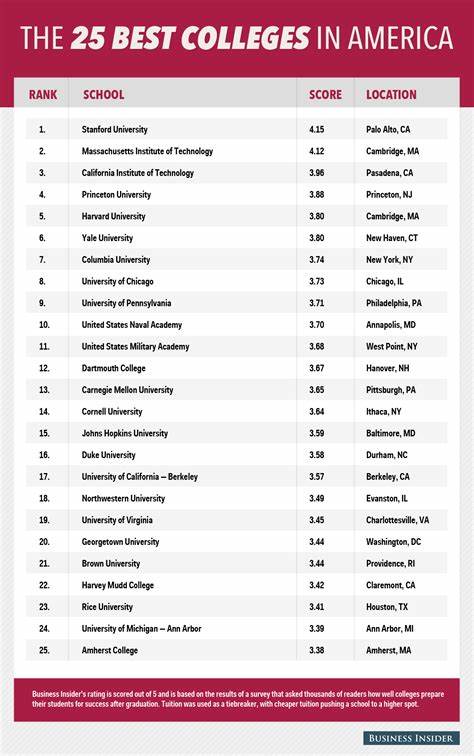 THE 25 BEST COLLEGES IN AMERICA
RANK SCHOOL SCORE LOCATION
1. Stanford University 4.15 Palo Alto, CA
2. Massachusetts Institute of Technology 4.12 Cambridge, MA
3. California Institute of Technology 3.96 Pasadena, CA
4. Princeton University 3.88 Princeton, NJ
5. Harvard University 3.80 Cambridge, MA
6. Yale University 3.80 New Haven, CT
7. Columbia University 3.74 New York, NY
8. University of Chicago 3.73 Chicago, IL
9. University of Pennsylvania 3.71 Philadelphia, PA
10. United States Naval Academy 3.70 Annapolis, MD
11. United States Military Academy 3.68 West Point, NY
12. Dartmouth College 3.67 Hanover, NH
13. Carnegie Mellon University 3.65 Pittsburgh, PA
14. Cornell University 3.64 Ithaca, NY
15. Johns Hopkins University 3.59 Baltimore, MD
16. Duke University 3.58 Durham, NC
17. University of California — Berkeley 3.57 Berkeley, CA
18. Northwestern University 3.49 Evanston, IL
19. University of Virginia 3.45 Charlottesville, VA
20. Georgetown University 3.44 Washington, DC
21. Brown University 3.44 Providence, RI
22. Harvey Mudd College 3.42 Claremont, CA
23. Rice University 3.41 Houston, TX
24. University of Michigan — Ann Arbor 3.39 Ann Arbor, MI
25. Amherst College 3.38 Amherst, MA
Business Insider's rating is scored out of 5 and is based on the results of a survey that asked thousands of readers how well colleges prepare
their students for success after graduation. Tuition was used as a tiebreaker, with cheaper tuition pushing a school to a higher spot.
BUSINESS INSIDER